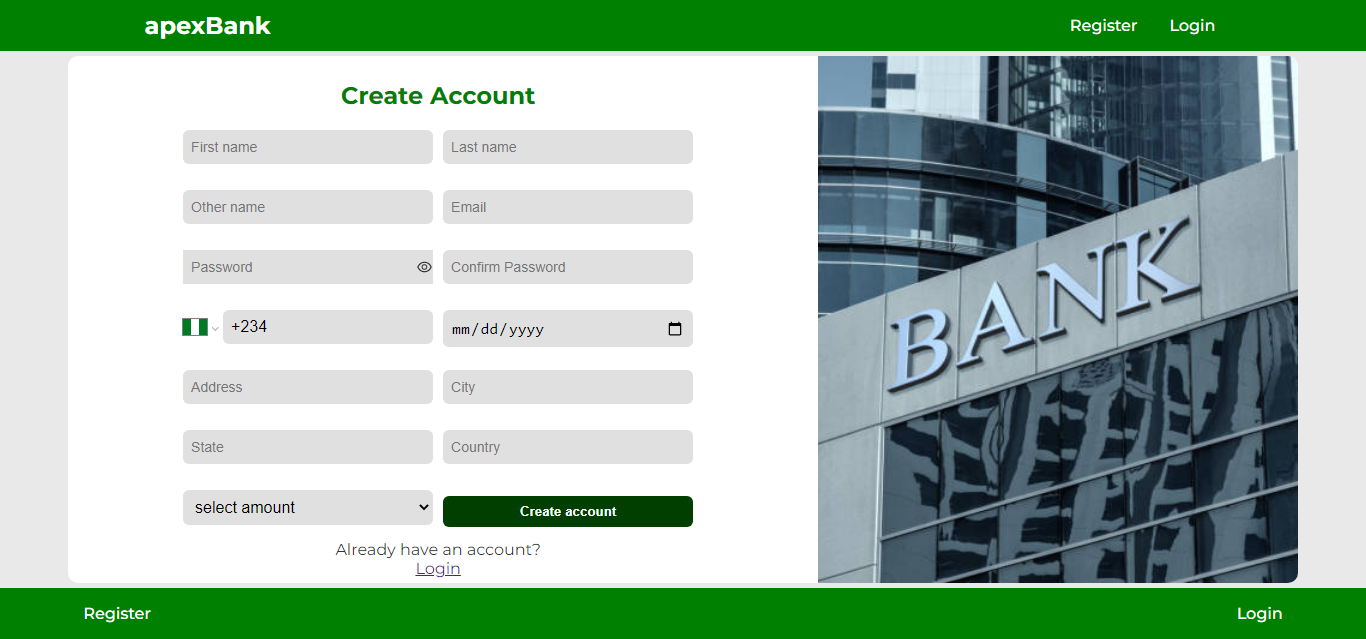 apexBank
Register Login
Create Account
First name Last name
Other name Email
Password Confirm Password
+234 mm/dd/yyyy
Address City
State Country
select amount Create account
Already have an account?
Login
BANK
Register Login